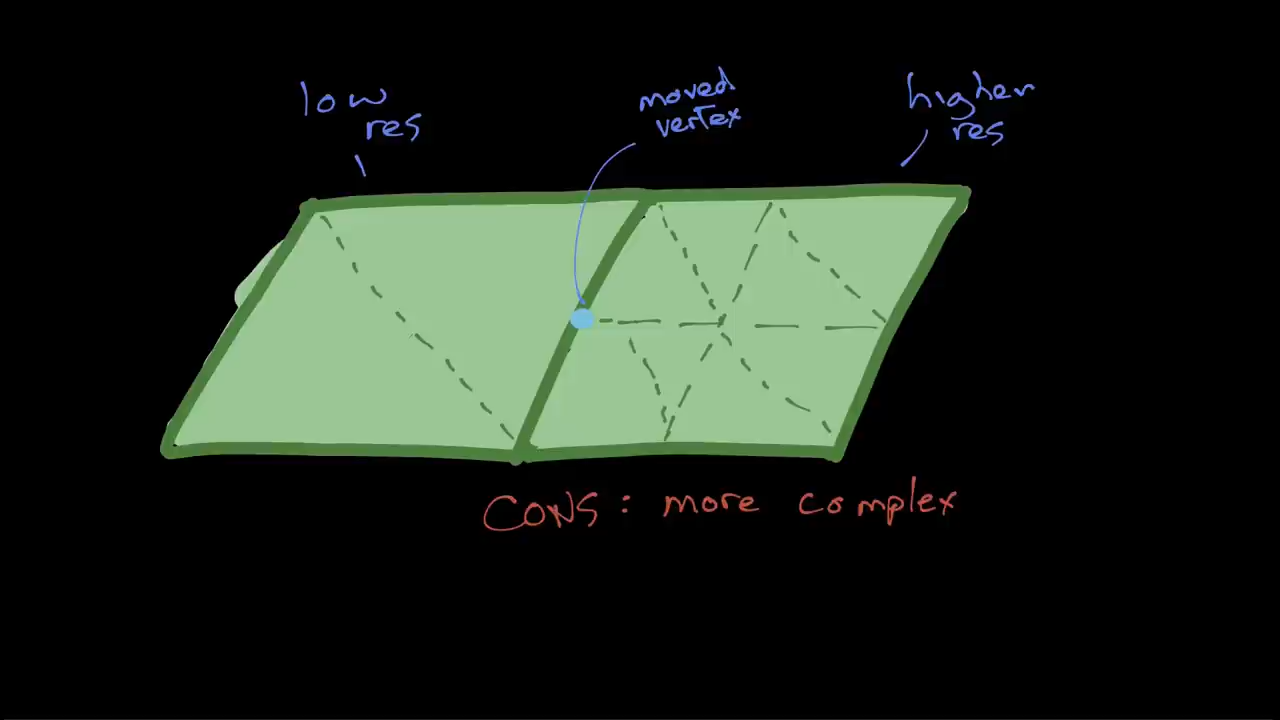 low
res
moved
vertex
higher
res
CONS: more complex